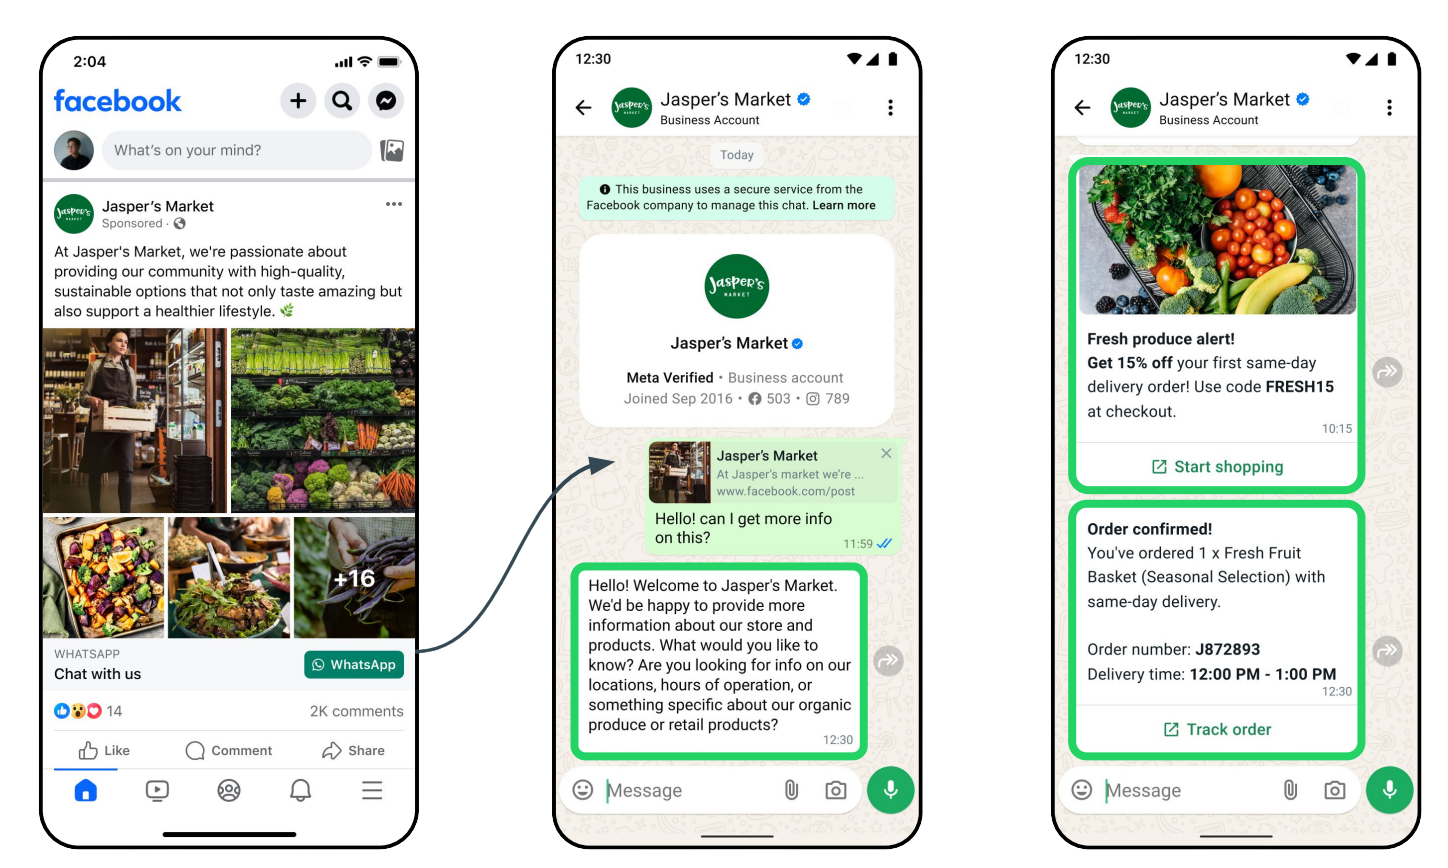 2:04
facebook
What's on your mind?
Jasper's
MARKET
Jasper's Market
Sponsored ·
At Jasper's Market, we're passionate about
providing our community with high-quality,
sustainable options that not only taste amazing but
also support a healthier lifestyle. 🌿
+16
WHATSAPP
Chat with us
WhatsApp
14
2K comments
Like
Comment
Share
12:30
Jasper's
MARKET
Jasper's Market
Business Account
Today
This business uses a secure service from the
Facebook company to manage this chat. Learn more
Jasper's
MARKET
Jasper's Market
Meta Verified • Business account
Joined Sep 2016 • 503 • 789
Jasper's Market
At Jasper's market we're ...
www.facebook.com/post
Hello! can I get more info
on this?
11:59
Hello! Welcome to Jasper's Market.
We'd be happy to provide more
information about our store and
products. What would you like to
know? Are you looking for info on our
locations, hours of operation, or
something specific about our organic
produce or retail products?
12:30
Message
12:30
Jasper's
MARKET
Jasper's Market
Business Account
Fresh produce alert!
Get 15% off your first same-day
delivery order! Use code FRESH15
at checkout.
10:15
Start shopping
Order confirmed!
You've ordered 1 x Fresh Fruit
Basket (Seasonal Selection) with
same-day delivery.
Order number: J872893
Delivery time: 12:00 PM - 1:00 PM
12:30
Track order
Message